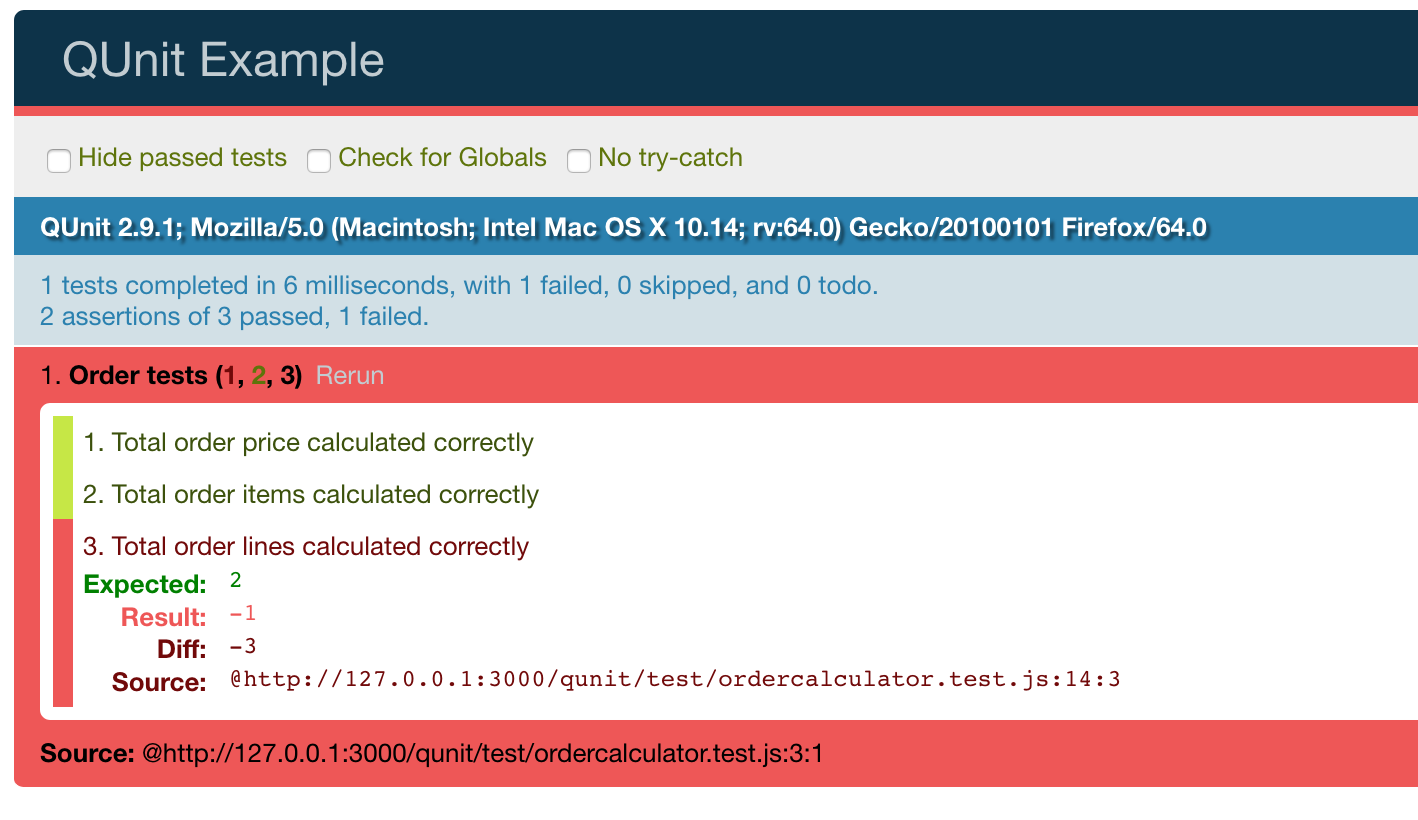 QUnit Example
Hide passed tests Check for Globals No try-catch
QUnit 2.9.1; Mozilla/5.0 (Macintosh; Intel Mac OS X 10.14; rv:64.0) Gecko/20100101 Firefox/64.0
1 tests completed in 6 milliseconds, with 1 failed, 0 skipped, and 0 todo.
2 assertions of 3 passed, 1 failed.
1. Order tests (1, 2, 3) Rerun
1. Total order price calculated correctly
2. Total order items calculated correctly
3. Total order lines calculated correctly
Expected: 2
Result: -1
Diff: -3
Source: @http://127.0.0.1:3000/qunit/test/ordercalculator.test.js:14:3
Source: @http://127.0.0.1:3000/qunit/test/ordercalculator.test.js:3:1